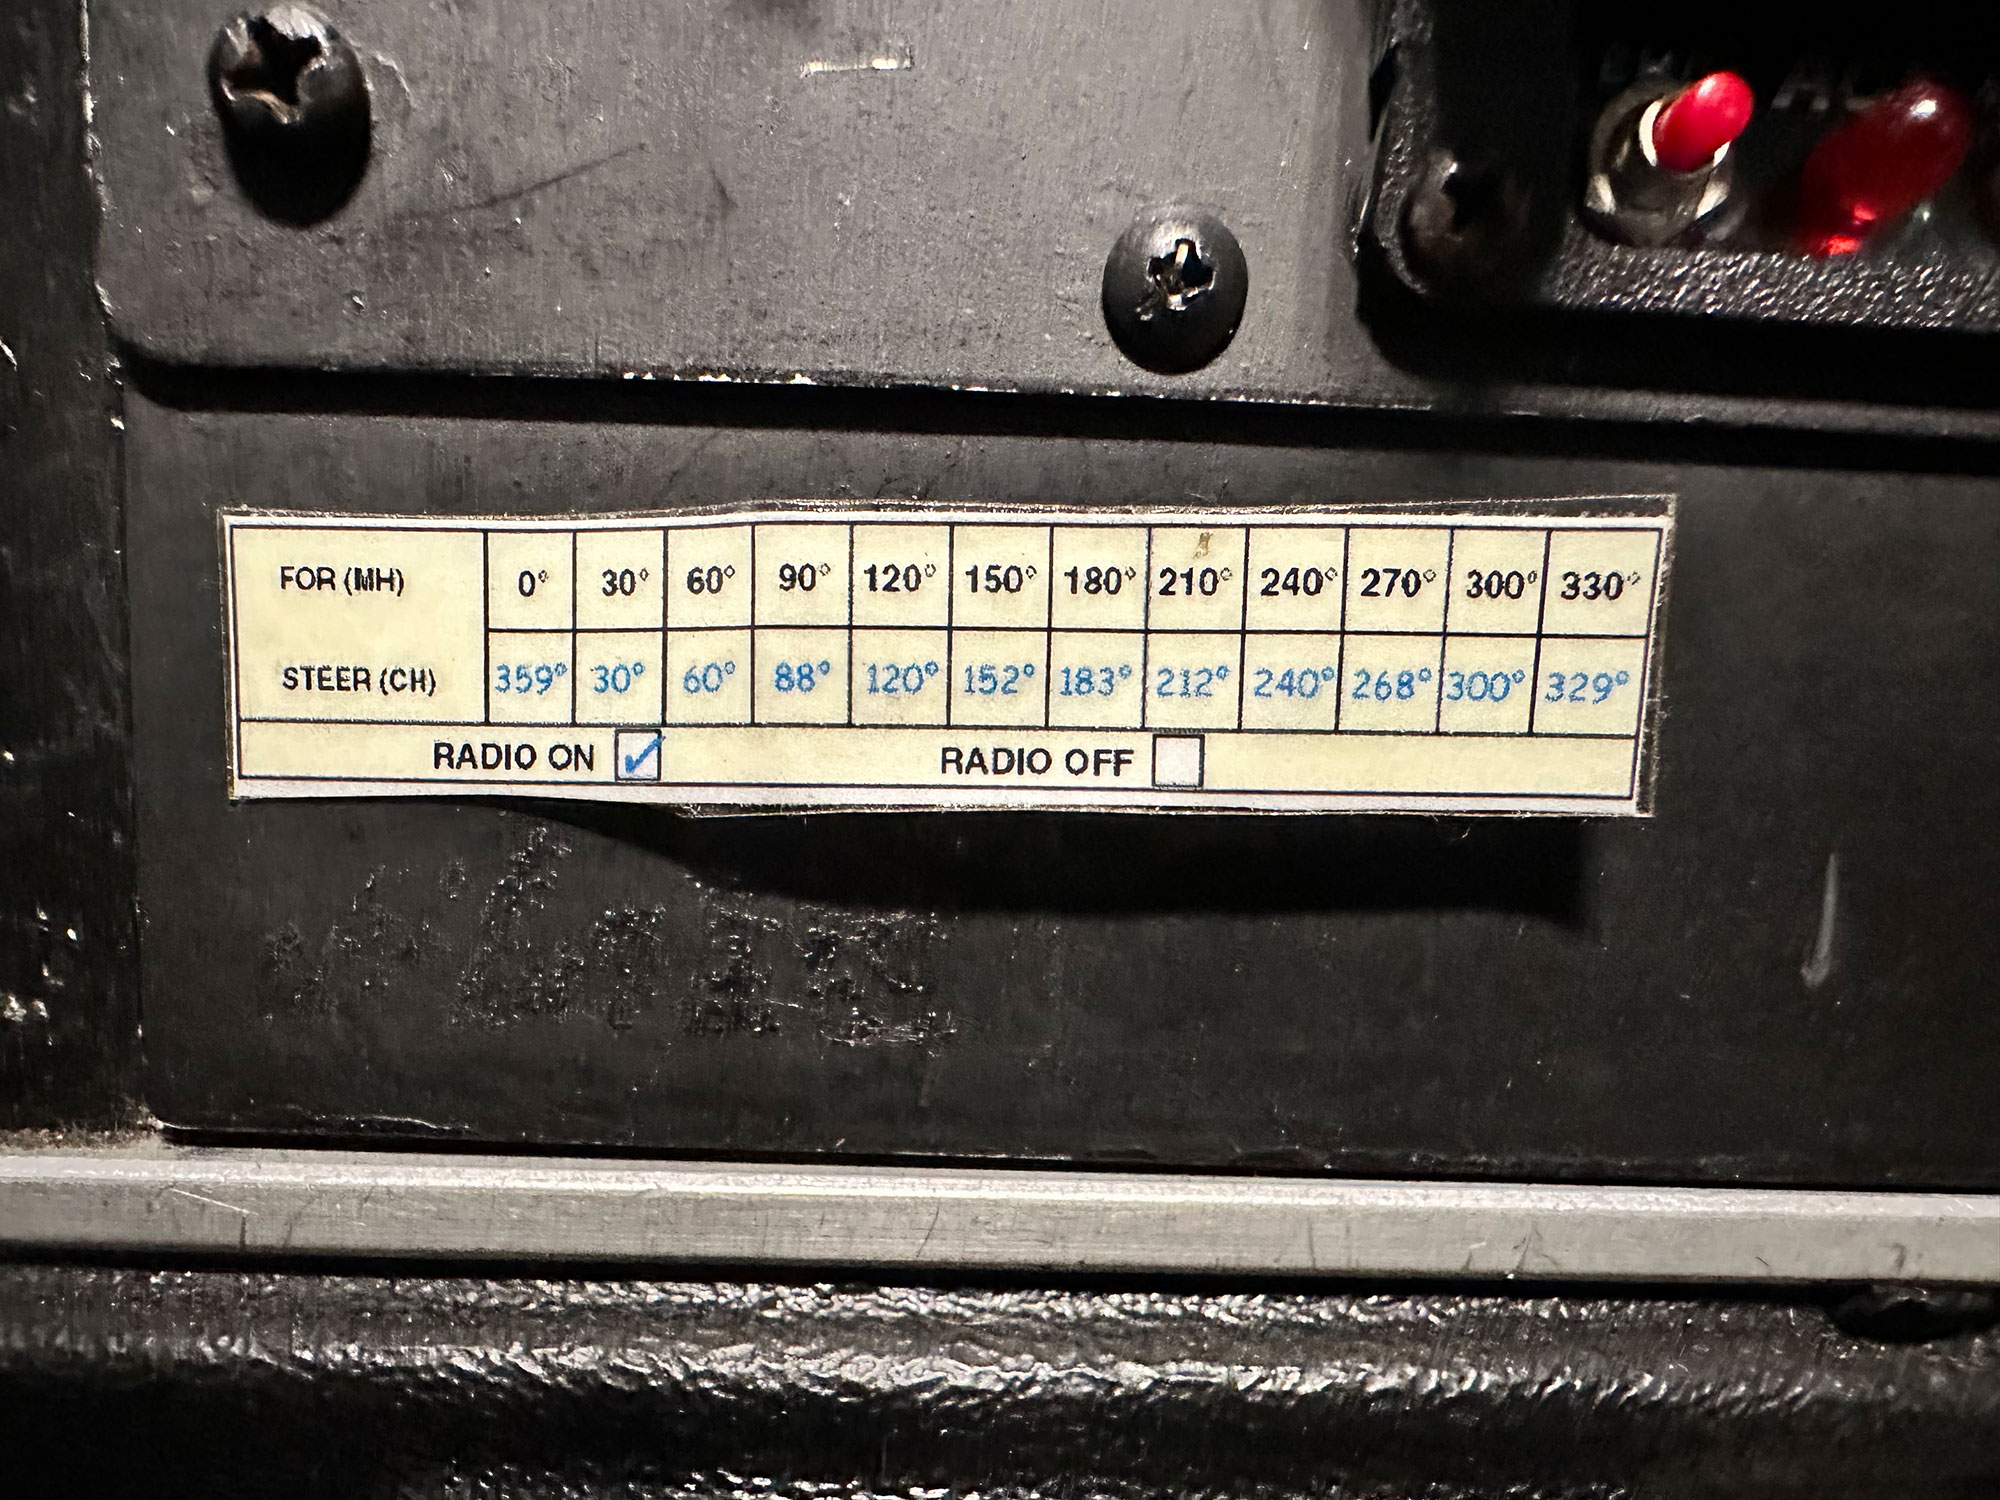 FOR (MH) 0° 30° 60° 90° 120° 150° 180° 210° 240° 270° 300° 330°
STEER (CH) 359° 30° 60° 88° 120° 152° 183° 212° 240° 268° 300° 329°
RADIO ON ✓ RADIO OFF